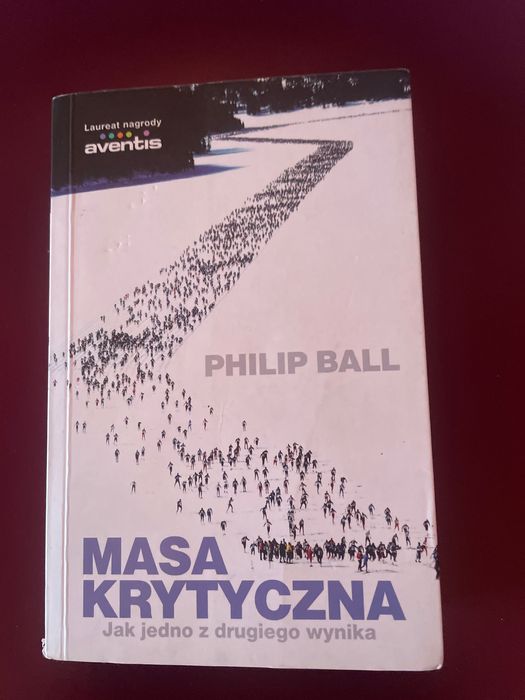 Laureat nagrody
aventis
PHILIP BALL
MASA
KRYTYCZNA
Jak jedno z drugiego wynika